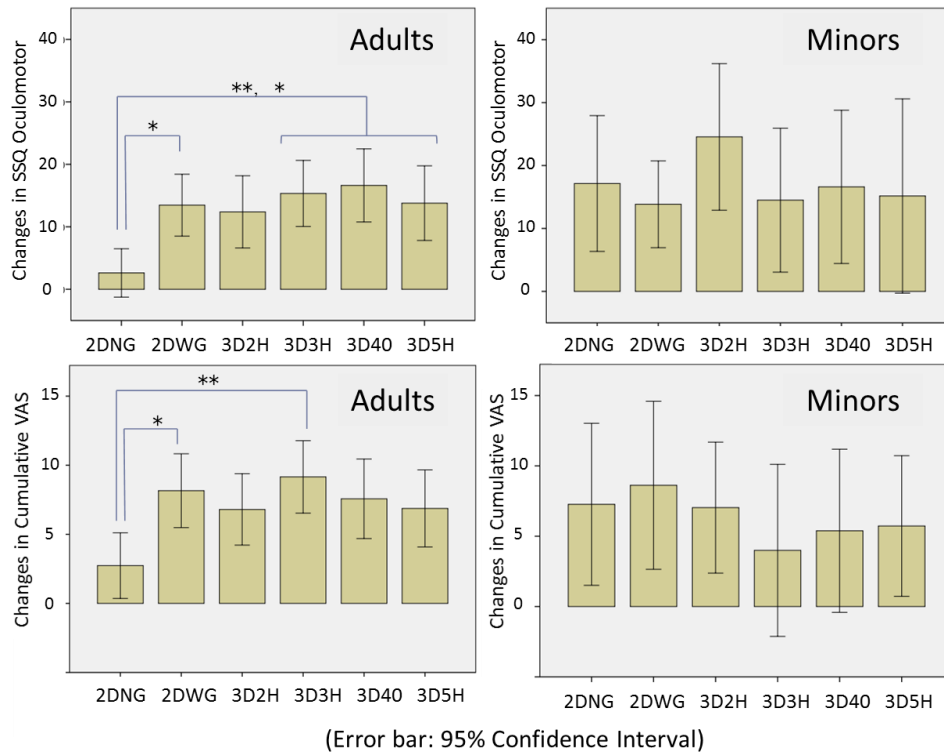 Changes in SSQ Oculomotor
40
30
20
10
0
Adults
**, *
*
2DNG 2DWG 3D2H 3D3H 3D40 3D5H
Changes in SSQ Oculomotor
40
30
20
10
0
Minors
2DNG 2DWG 3D2H 3D3H 3D40 3D5H
Changes in Cumulative VAS
15
10
5
0
Adults
**
*
2DNG 2DWG 3D2H 3D3H 3D40 3D5H
Changes in Cumulative VAS
15
10
5
0
Minors
2DNG 2DWG 3D2H 3D3H 3D40 3D5H
(Error bar: 95% Confidence Interval)